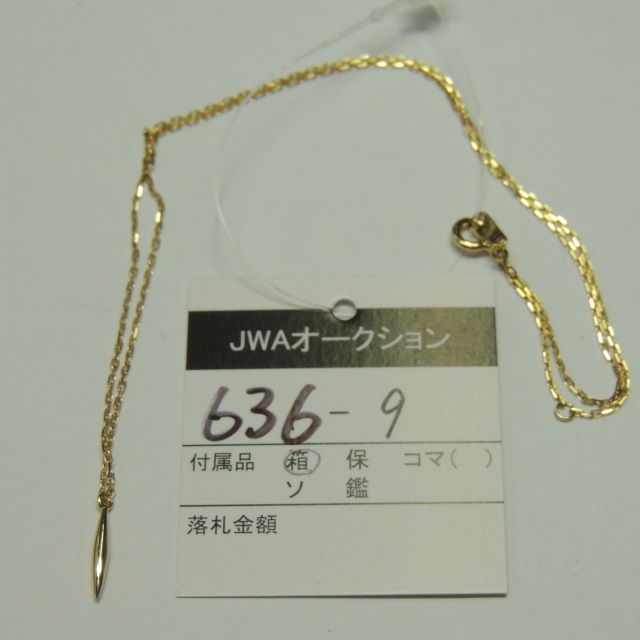 JWAオークション
636-9
付属品 箱 保 コマ( )
ソ 鑑
落札金額